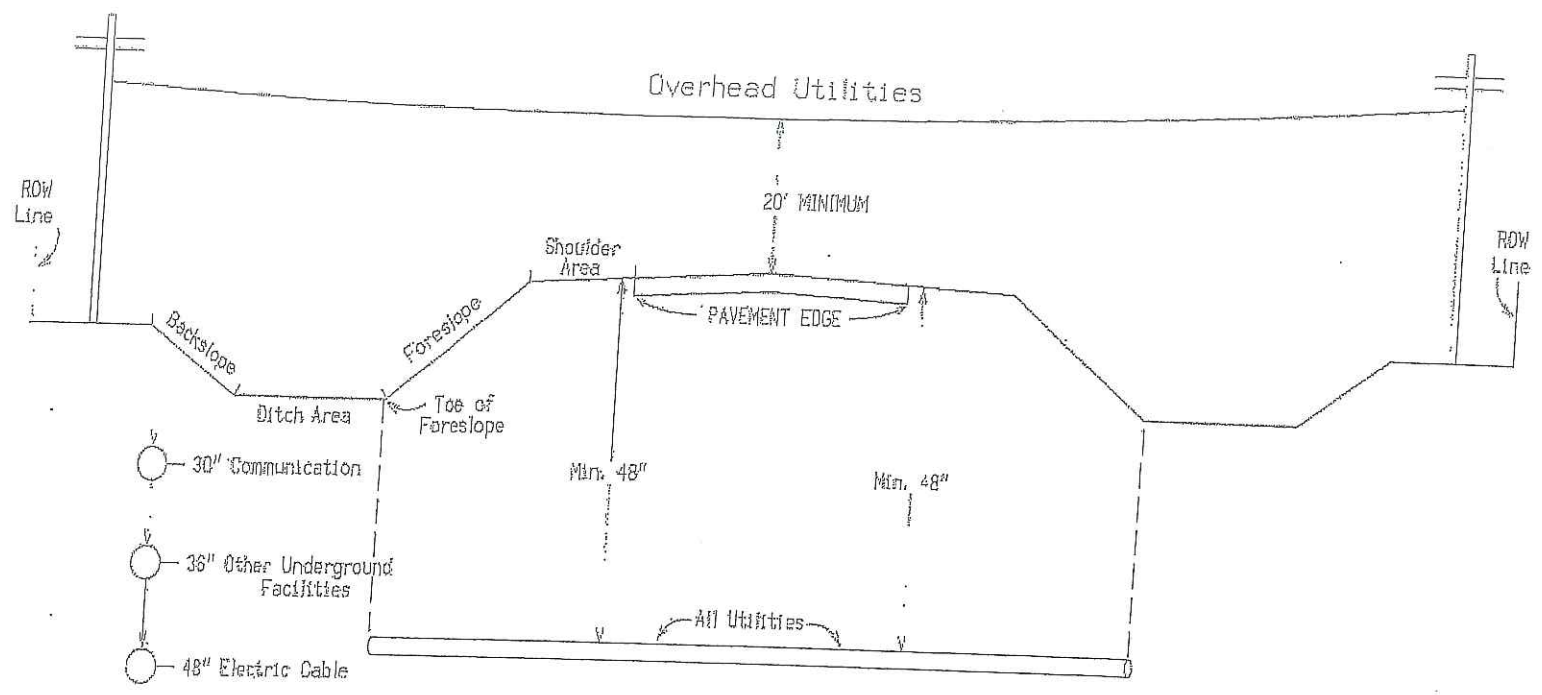 Overhead Utilities
ROW
Line
20' MINIMUM
Shoulder
Area
ROW
Line
Backslope
Foreslope
PAVEMENT EDGE
Ditch Area
Toe of
Foreslope
30" Communication
Min. 48"
Min. 48"
36" Other Underground
Facilities
All Utilities
48" Electric Cable